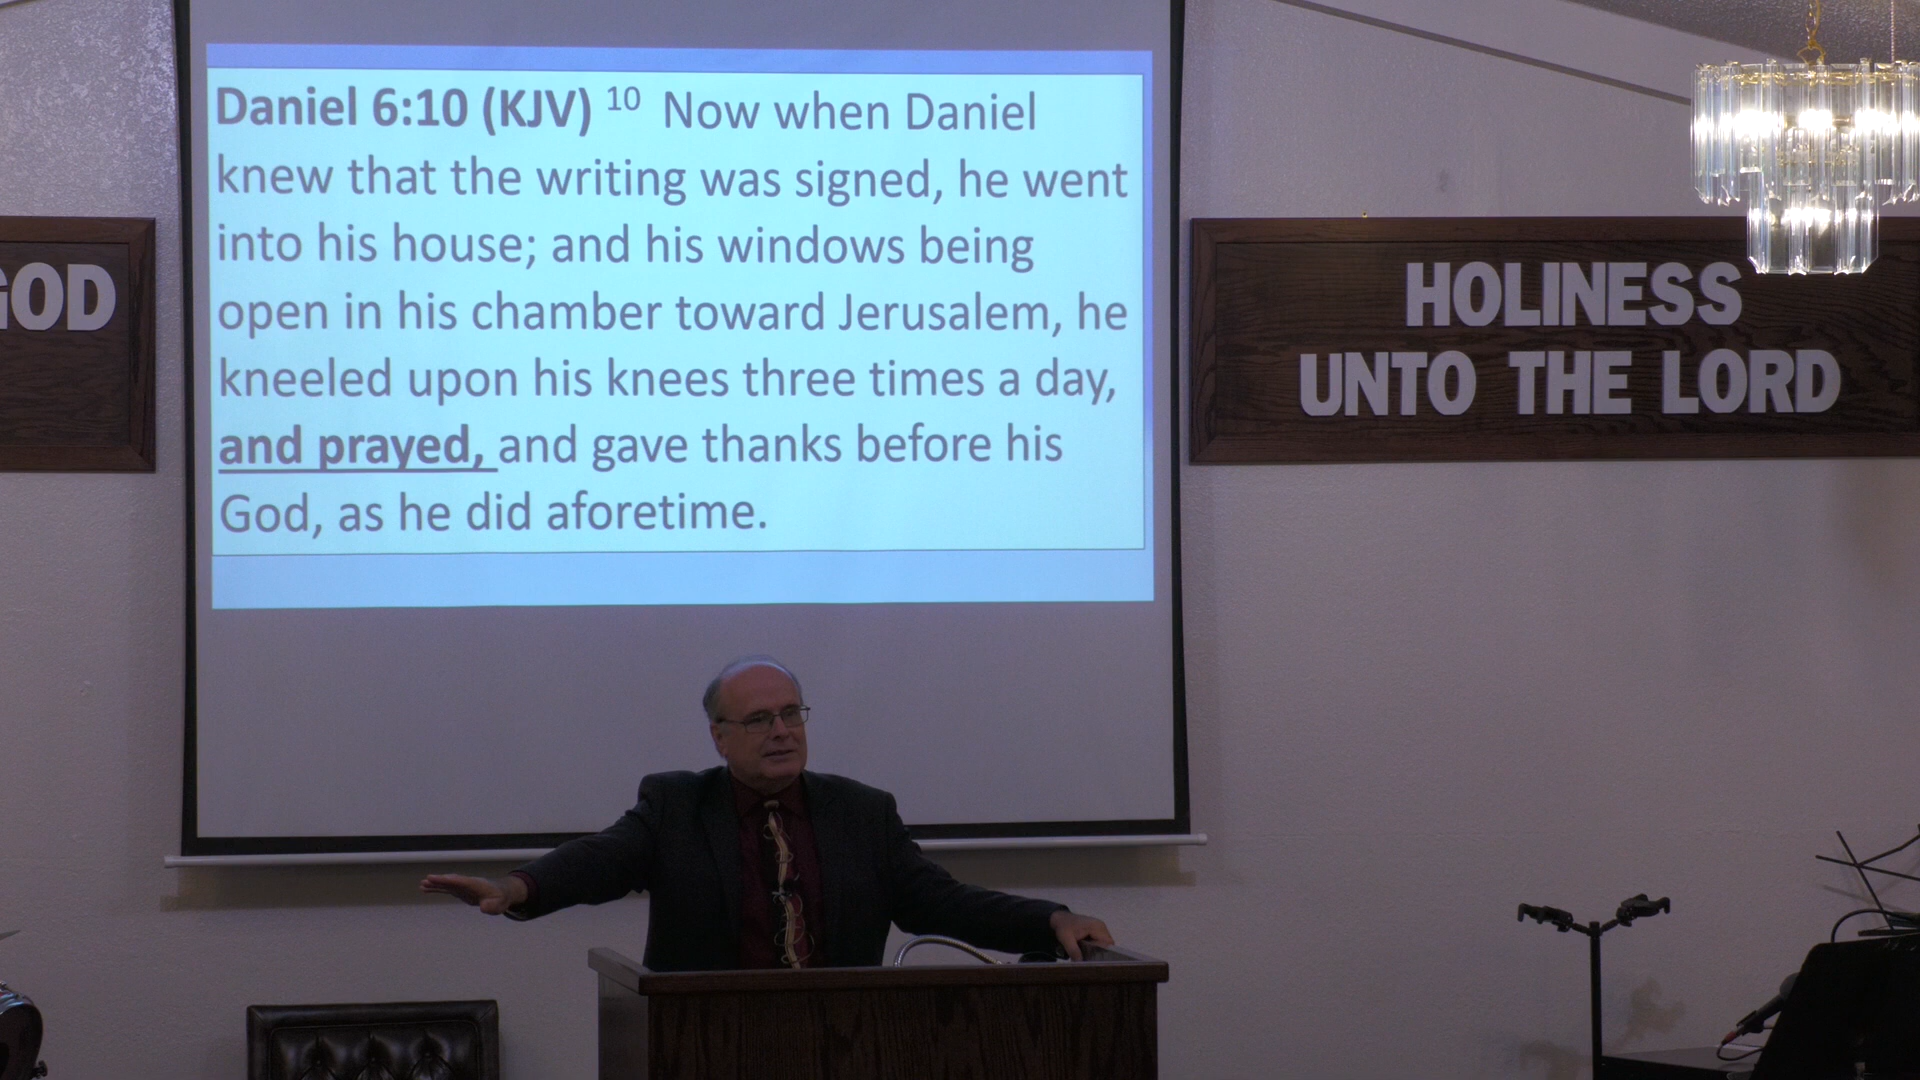 Daniel 6:10 (KJV) 10 Now when Daniel
knew that the writing was signed, he went
into his house; and his windows being
open in his chamber toward Jerusalem, he
kneeled upon his knees three times a day,
and prayed, and gave thanks before his
God, as he did aforetime.
GOD
HOLINESS
UNTO THE LORD